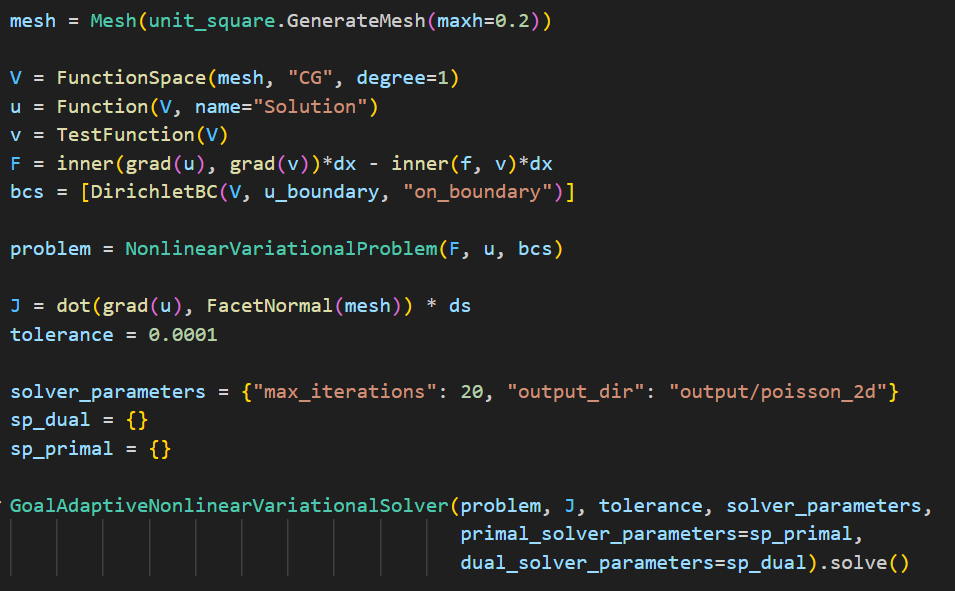 mesh = Mesh(unit_square.GenerateMesh(maxh=0.2))
V = FunctionSpace(mesh, "CG", degree=1)
u = Function(V, name="Solution")
v = TestFunction(V)
F = inner(grad(u), grad(v))*dx - inner(f, v)*dx
bcs = [DirichletBC(V, u_boundary, "on_boundary")]
problem = NonlinearVariationalProblem(F, u, bcs)
J = dot(grad(u), FacetNormal(mesh)) * ds
tolerance = 0.0001
solver_parameters = {"max_iterations": 20, "output_dir": "output/poisson_2d"}
sp_dual = {}
sp_primal = {}
GoalAdaptiveNonlinearVariationalSolver(problem, J, tolerance, solver_parameters,
primal_solver_parameters=sp_primal,
dual_solver_parameters=sp_dual).solve()